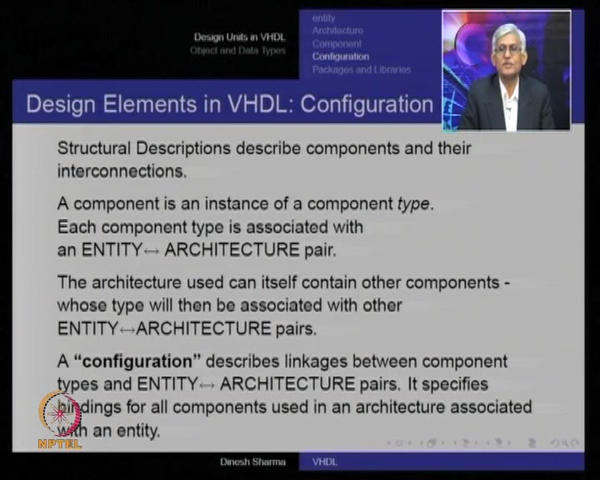 Design Units in VHDL
Object and Data Types
entity
Architecture
Component
Configuration
Packages and Libraries
Design Elements in VHDL: Configuration
Structural Descriptions describe components and their
interconnections.
A component is an instance of a component type.
Each component type is associated with
an ENTITY↔ ARCHITECTURE pair.
The architecture used can itself contain other components -
whose type will then be associated with other
ENTITY↔ARCHITECTURE pairs.
A “configuration” describes linkages between component
types and ENTITY↔ ARCHITECTURE pairs. It specifies
bindings for all components used in an architecture associated
with an entity.
NPTEL
Dinesh Sharma
VHDL